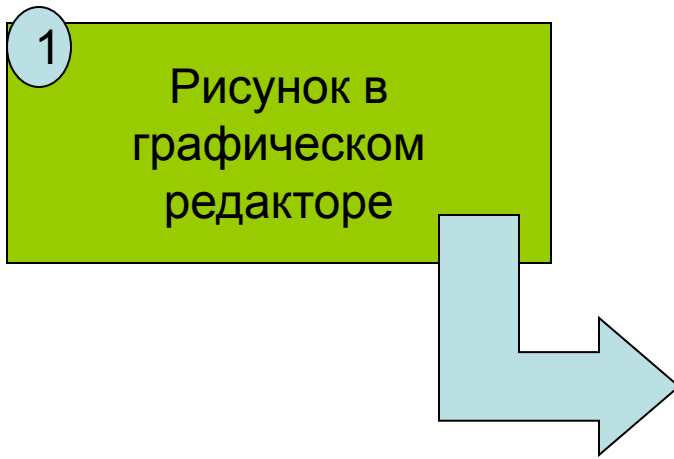 1
Рисунок в
графическом
редакторе